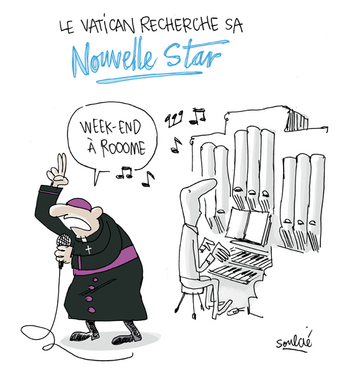 LE VATICAN RECHERCHE SA
Nouvelle Star
WEEK-END
À ROOOME
soulcié